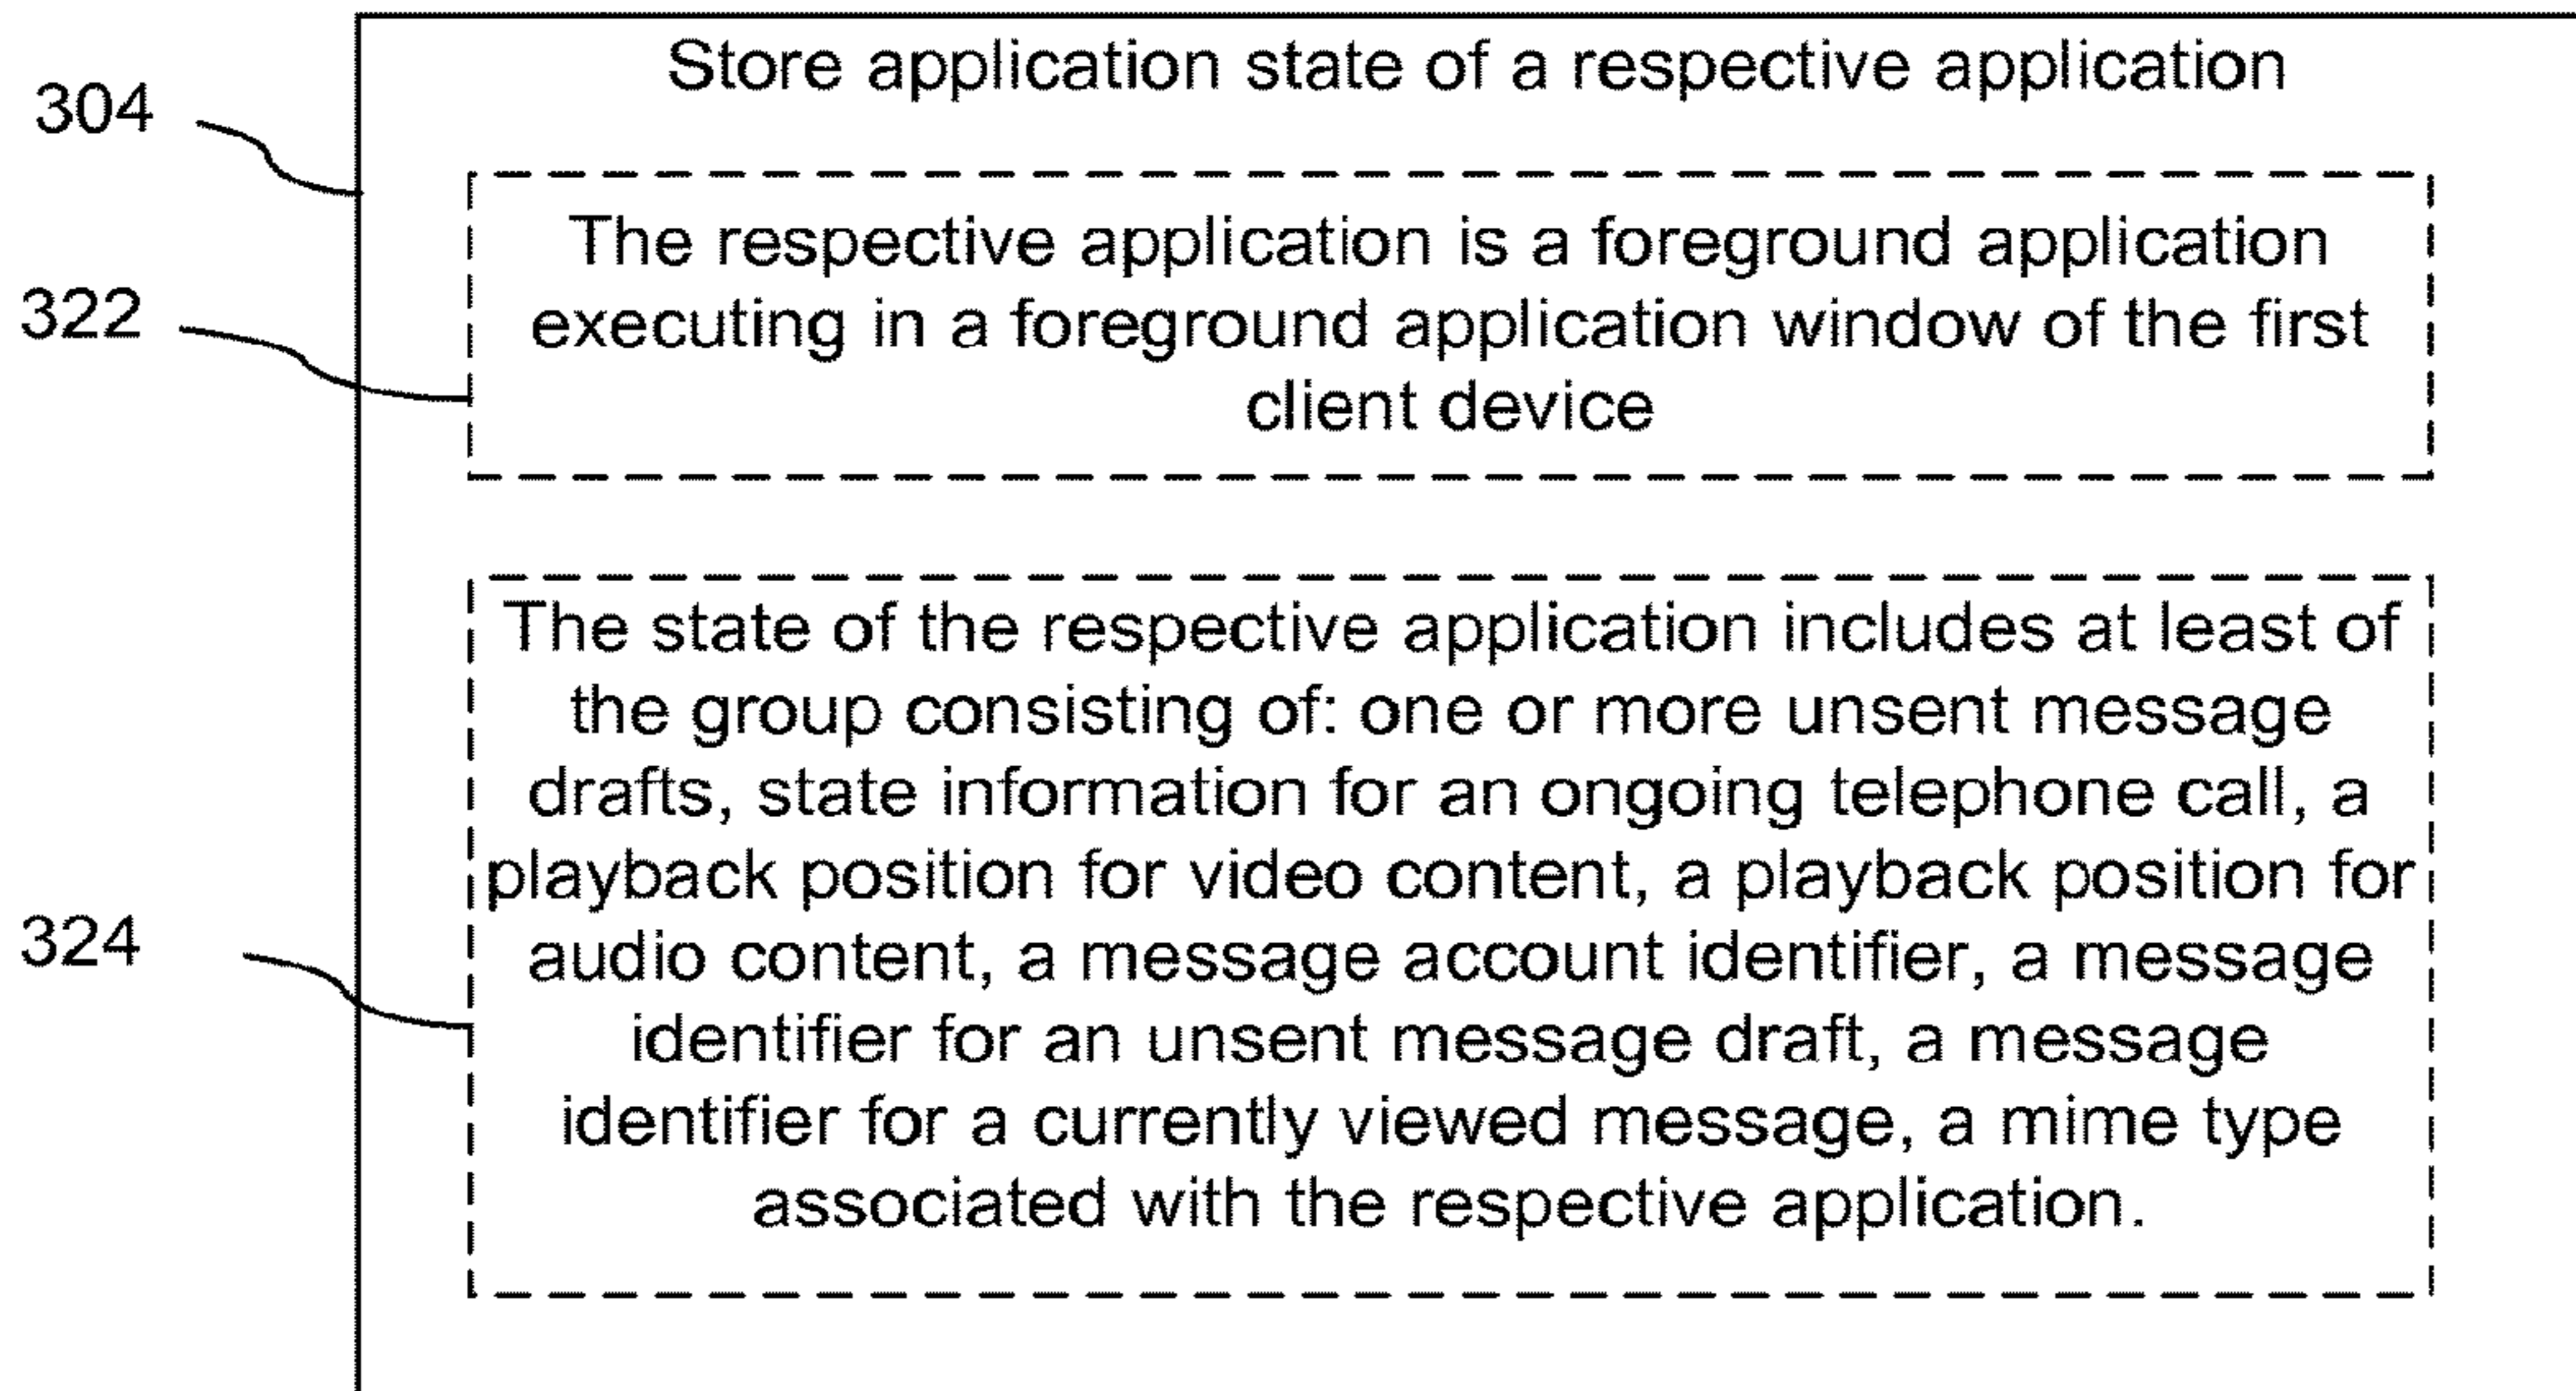 Store application state of a respective application
304
The respective application is a foreground application
executing in a foreground application window of the first
client device
322
The state of the respective application includes at least of
the group consisting of: one or more unsent message
drafts, state information for an ongoing telephone call, a
playback position for video content, a playback position for
audio content, a message account identifier, a message
identifier for an unsent message draft, a message
identifier for a currently viewed message, a mime type
associated with the respective application.
324